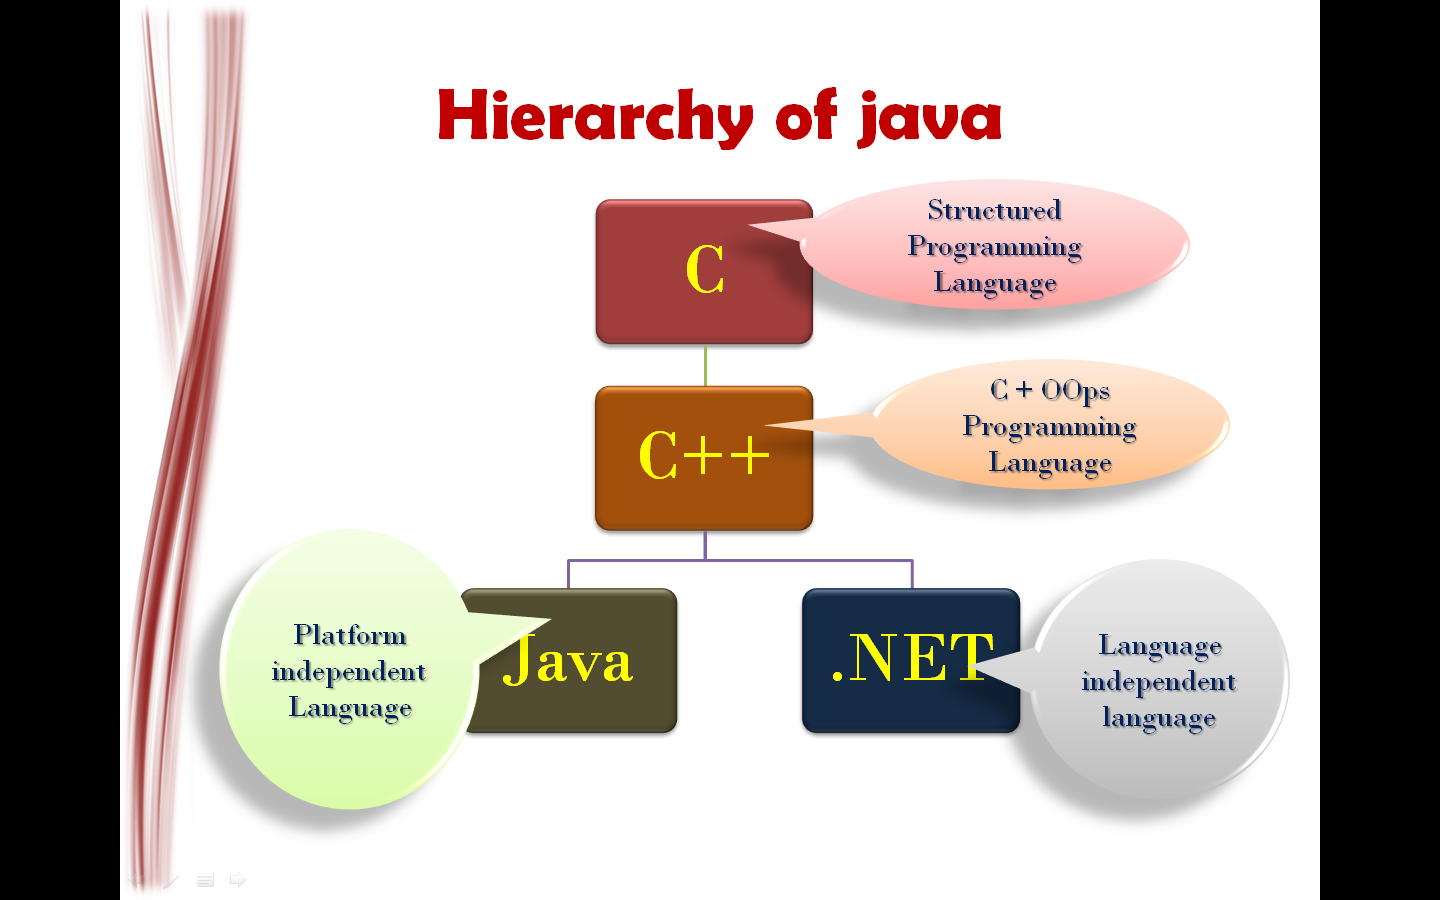 Hierarchy of java
C
Structured
Programming
Language
C++
C + OOps
Programming
Language
Java
Platform
independent
Language
.NET
Language
independent
language